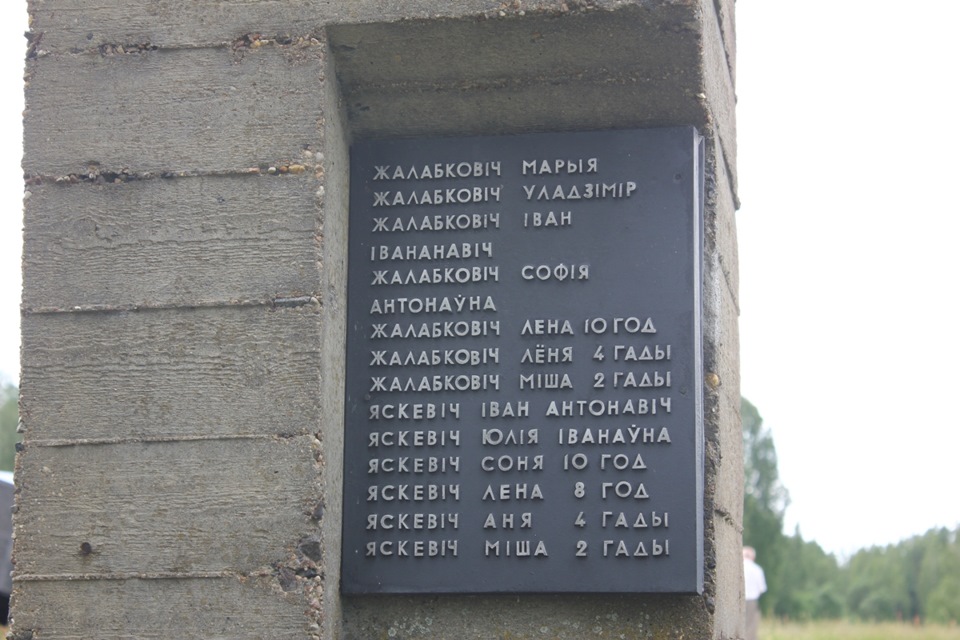 ЖАЛАБКОВІЧ МАРЫЯ
ЖАЛАБКОВІЧ УЛАДЗІМІР
ЖАЛАБКОВІЧ ІВАН
ІВАНАНАВІЧ
ЖАЛАБКОВІЧ СОФІЯ
АНТОНАЎНА
ЖАЛАБКОВІЧ ЛЕНА 10 ГОД
ЖАЛАБКОВІЧ ЛЁНЯ 4 ГАДЫ
ЖАЛАБКОВІЧ МІША 2 ГАДЫ
ЯСКЕВІЧ ІВАН АНТОНАВІЧ
ЯСКЕВІЧ ЮЛІЯ ІВАНАЎНА
ЯСКЕВІЧ СОНЯ 10 ГОД
ЯСКЕВІЧ ЛЕНА 8 ГОД
ЯСКЕВІЧ АНЯ 4 ГАДЫ
ЯСКЕВІЧ МІША 2 ГАДЫ